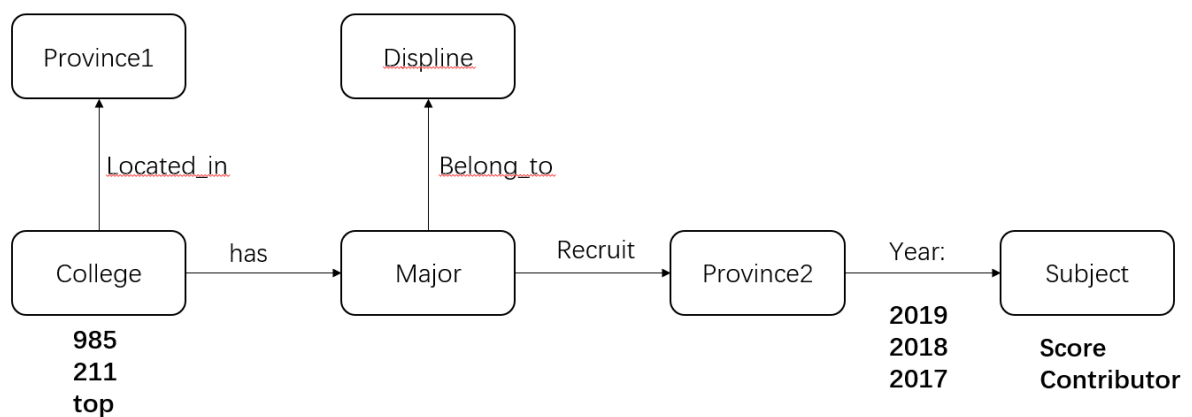 Province1
Displine
Located_in
Belong_to
College
has
Major
Recruit
Province2
Year:
Subject
985
211
top
2019
2018
2017
Score
Contributor